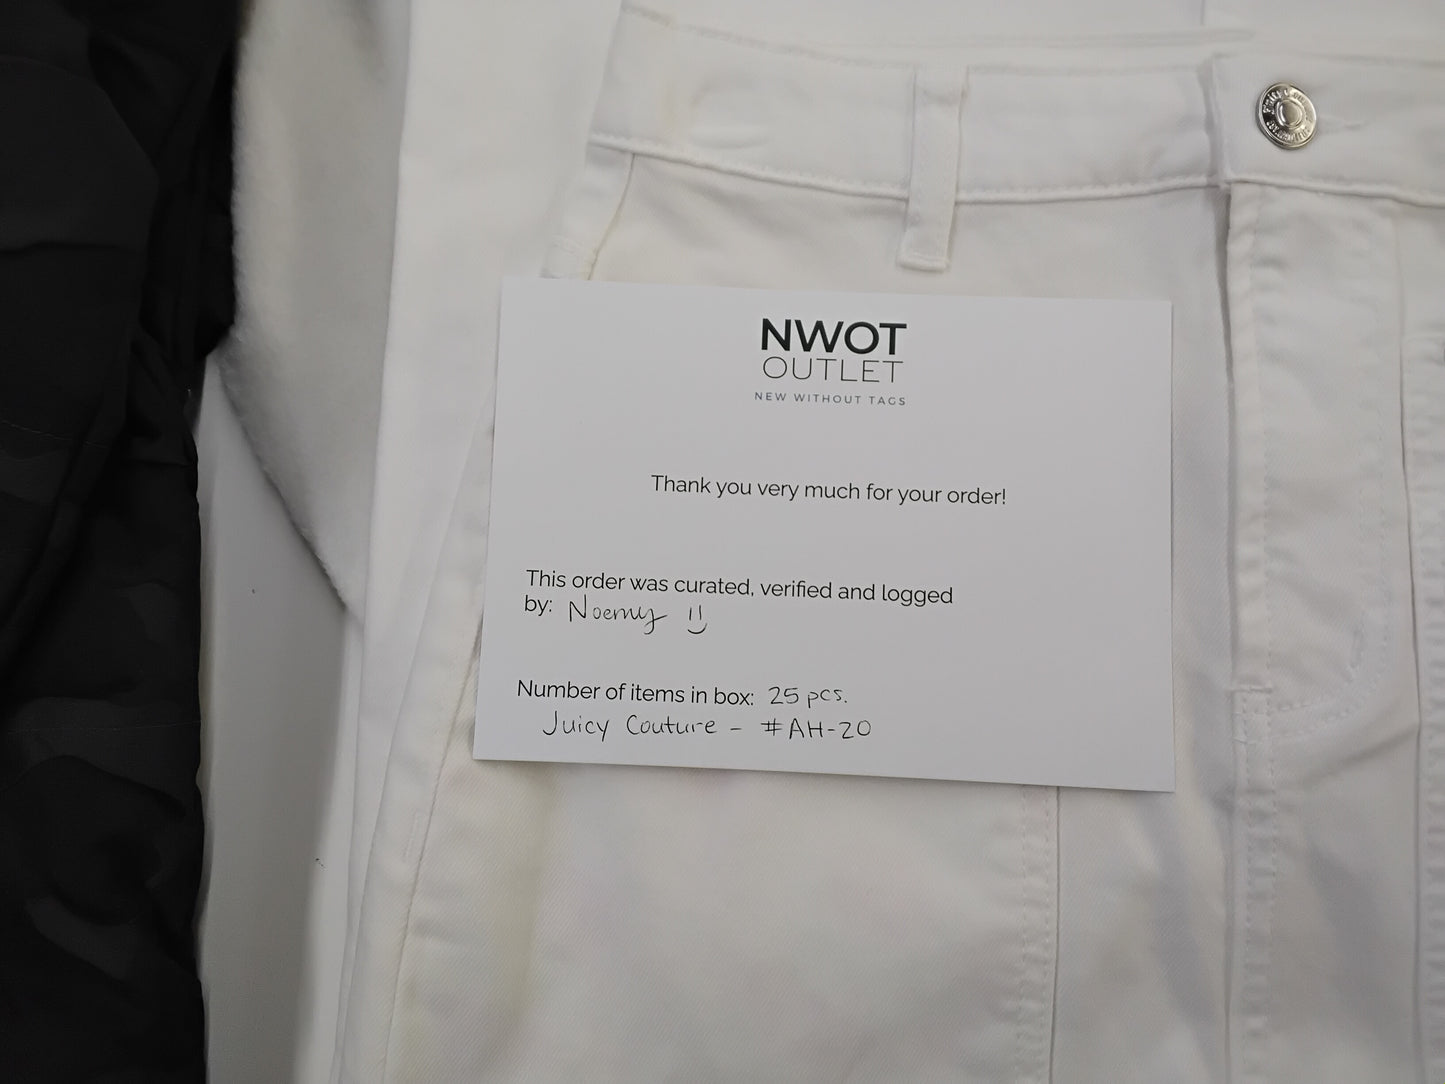 NWOT
OUTLET
NEW WITHOUT TAGS
Thank you very much for your order!
This order was curated, verified and logged
by: Noemy
Number of items in box: 25 pcs.
Juicy Couture - #AH-20